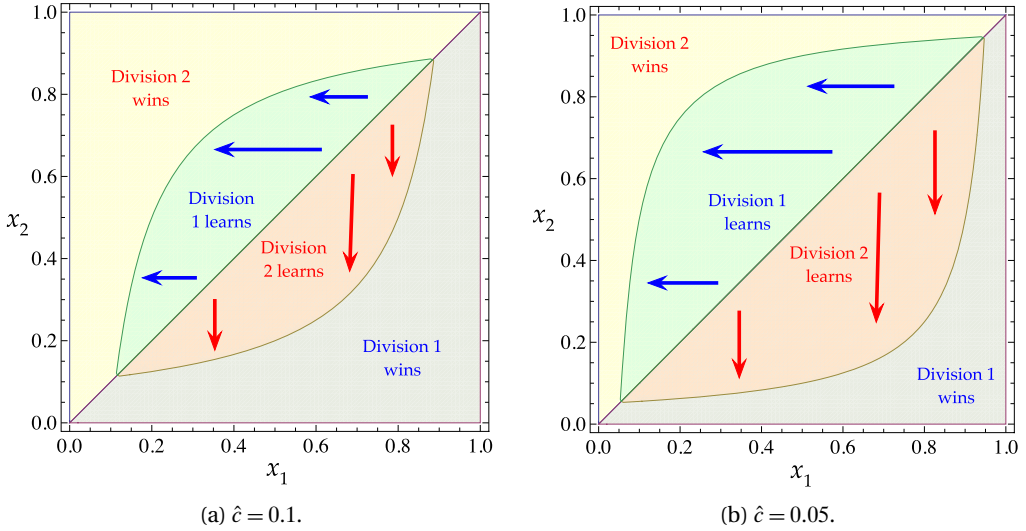 1.0
0.8
0.6
0.4
0.2
0.0
x2
Division 2
wins
Division
1 learns
Division
2 learns
Division 1
wins
0.0 0.2 0.4 0.6 0.8 1.0
x1
(a) ĉ = 0.1.
1.0
0.8
0.6
0.4
0.2
0.0
x2
Division 2
wins
Division 1
learns
Division 2
learns
Division 1
wins
0.0 0.2 0.4 0.6 0.8 1.0
x1
(b) ĉ = 0.05.